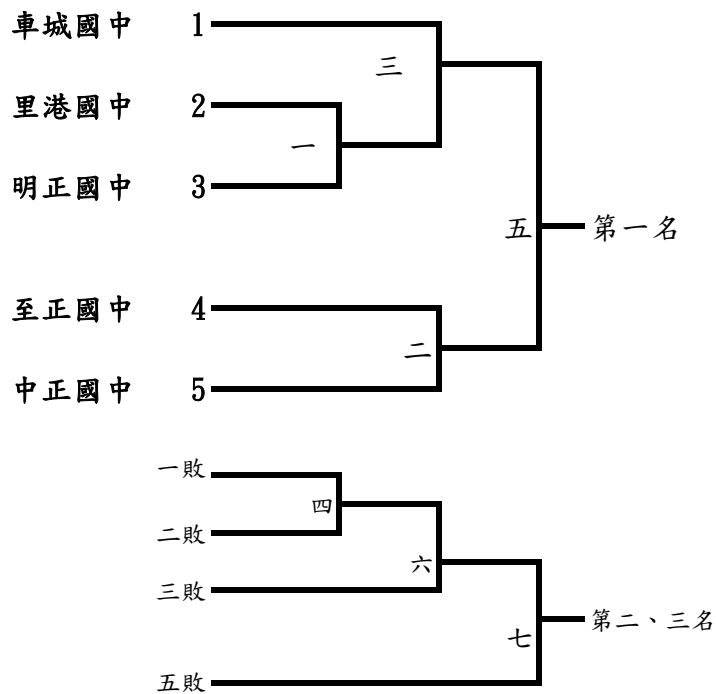 車城國中 1
三
里港國中 2
一
明正國中 3
五 第一名
至正國中 4
二
中正國中 5
一敗
四
二敗
六
三敗
第二、三名
七
五敗